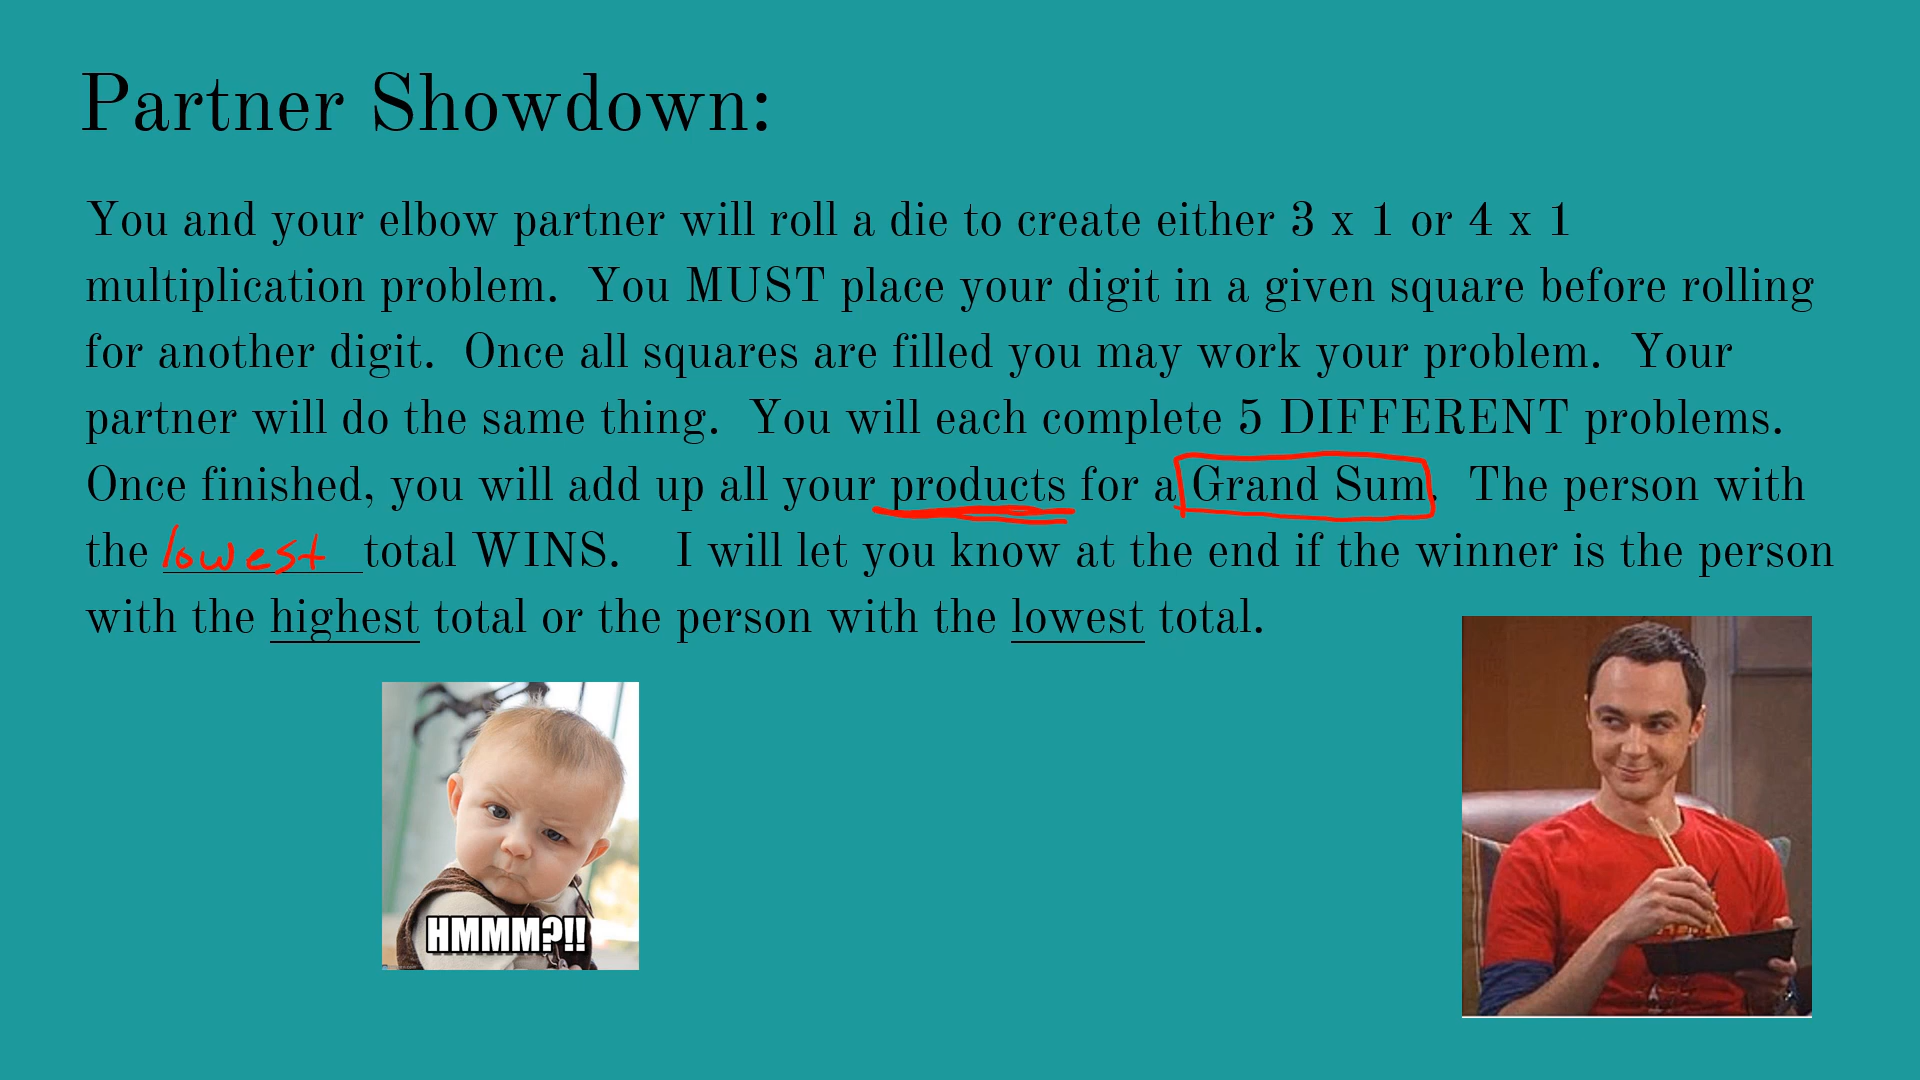 Partner Showdown:
You and your elbow partner will roll a die to create either 3 x 1 or 4 x 1
multiplication problem. You MUST place your digit in a given square before rolling
for another digit. Once all squares are filled you may work your problem. Your
partner will do the same thing. You will each complete 5 DIFFERENT problems.
Once finished, you will add up all your products for a Grand Sum. The person with
the lowest total WINS. I will let you know at the end if the winner is the person
with the highest total or the person with the lowest total.
HMMM?!!